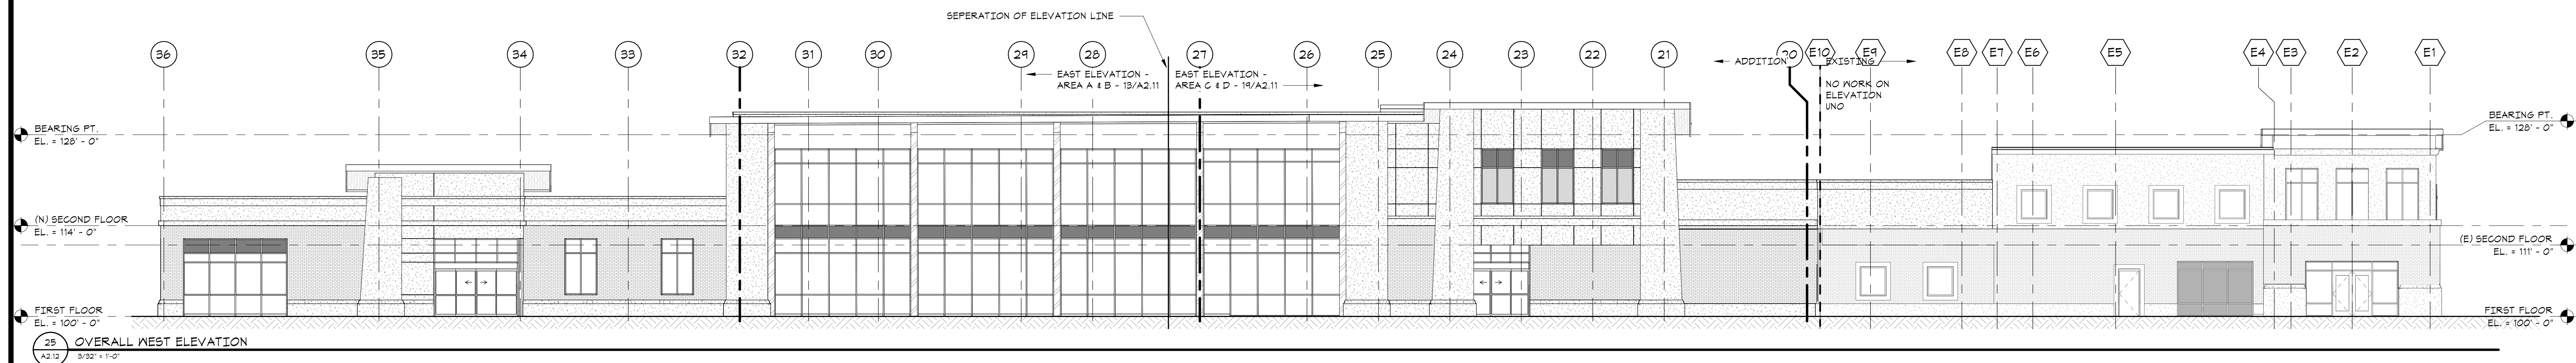 SEPERATION OF ELEVATION LINE
36
35
34
33
32
31
30
29
28
27
26
25
24
23
22
21
20
E10
E9
E8
E7
E6
E5
E4
E3
E2
E1
EAST ELEVATION -
AREA A & B - 13/A2.11
EAST ELEVATION -
AREA C & D - 19/A2.11
ADDITION
EXISTING
NO WORK ON
ELEVATION
UNO
BEARING PT.
EL. = 128' - 0"
BEARING PT.
EL. = 128' - 0"
(N) SECOND FLOOR
EL. = 114' - 0"
(E) SECOND FLOOR
EL. = 111' - 0"
FIRST FLOOR
EL. = 100' - 0"
FIRST FLOOR
EL. = 100' - 0"
25
A2.12
OVERALL WEST ELEVATION
3/32" = 1'-0"